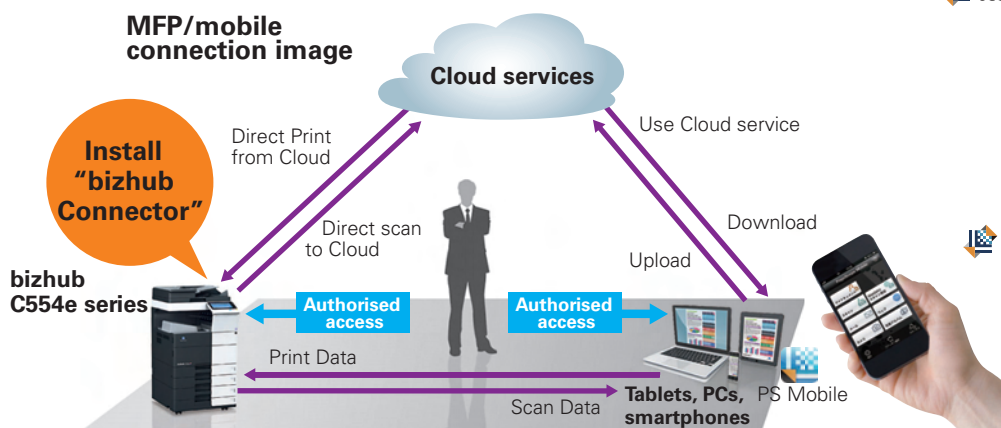 MFP/mobile
connection image
Cloud services
Use Cloud service
Direct Print
from Cloud
Install
“bizhub
Connector”
Direct scan
to Cloud
Download
Upload
bizhub
C554e series
Authorised
access
Authorised
access
Print Data
Scan Data
Tablets, PCs,
smartphones
PS Mobile